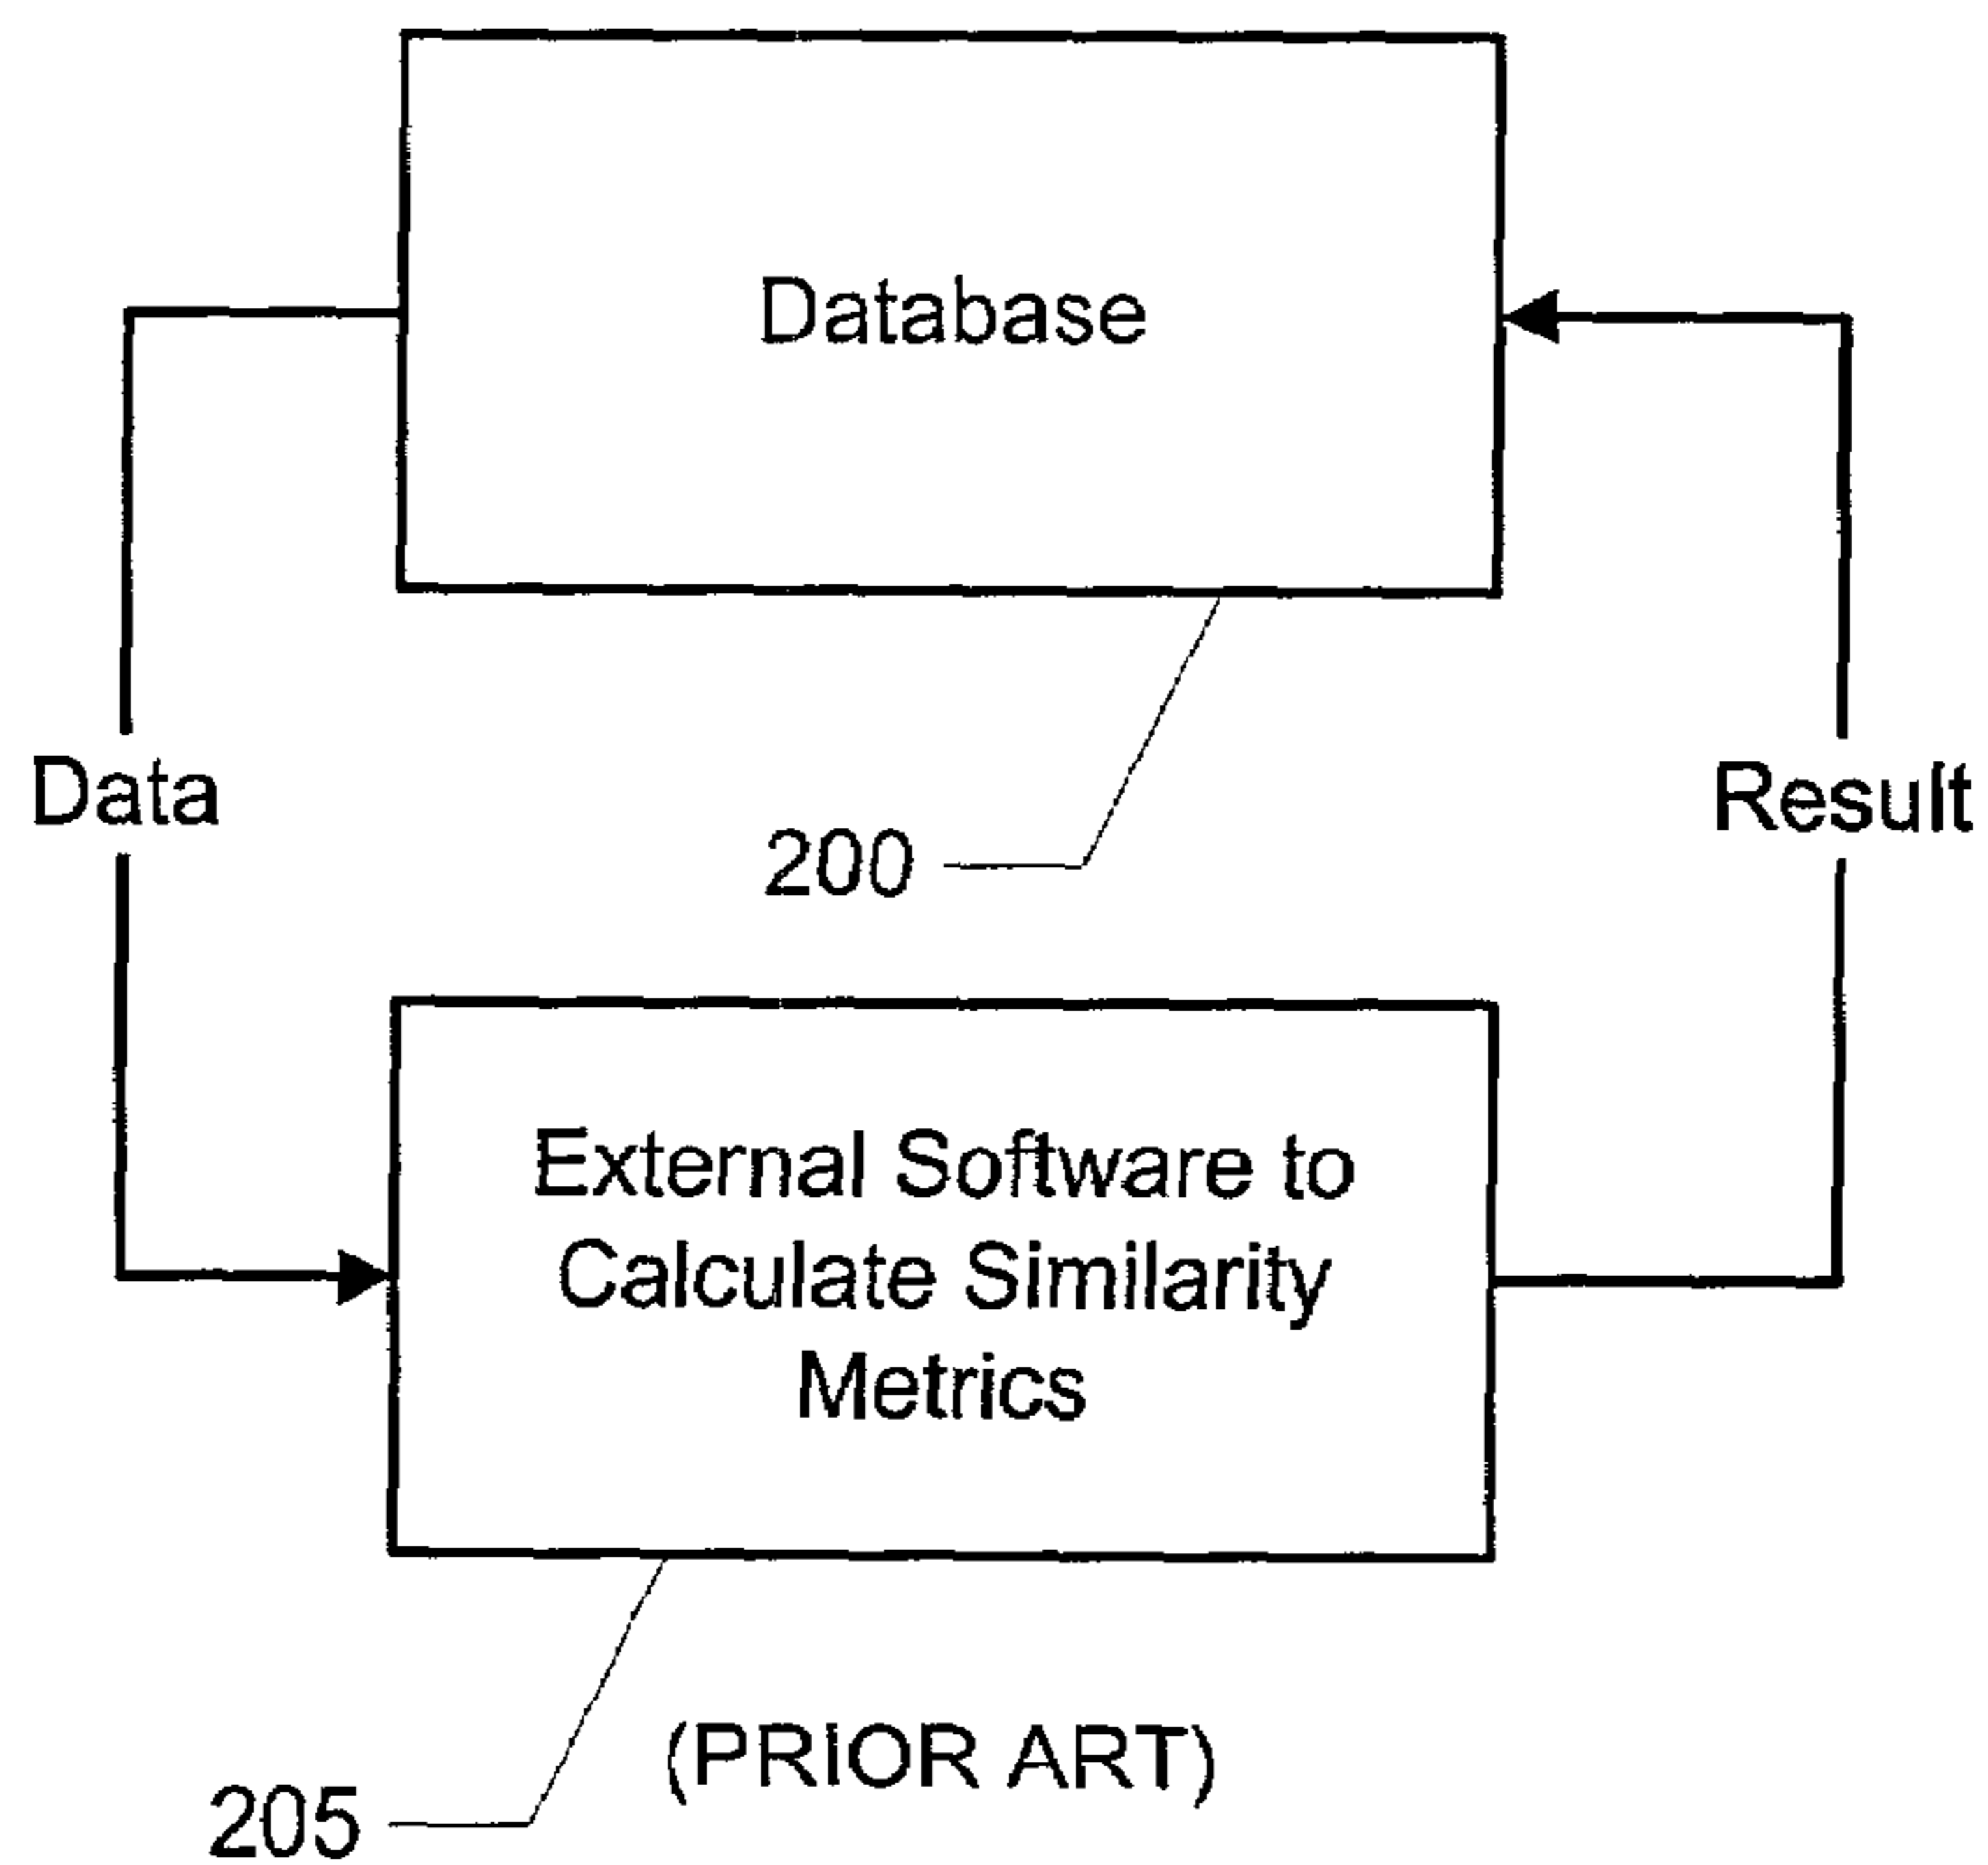 Database
Data
Result
200
External Software to
Calculate Similarity
Metrics
(PRIOR ART)
205